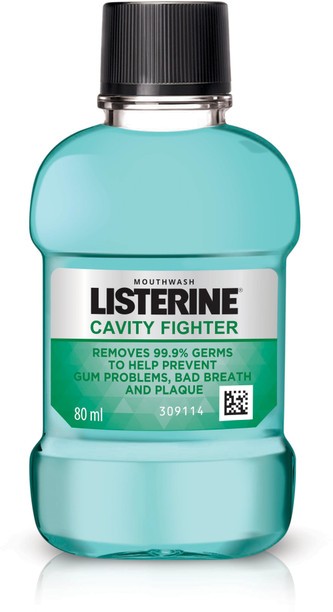 MOUTHWASH
LISTERINE®
CAVITY FIGHTER
REMOVES 99.9% GERMS
TO HELP PREVENT
GUM PROBLEMS, BAD BREATH
AND PLAQUE
80 ml 309114